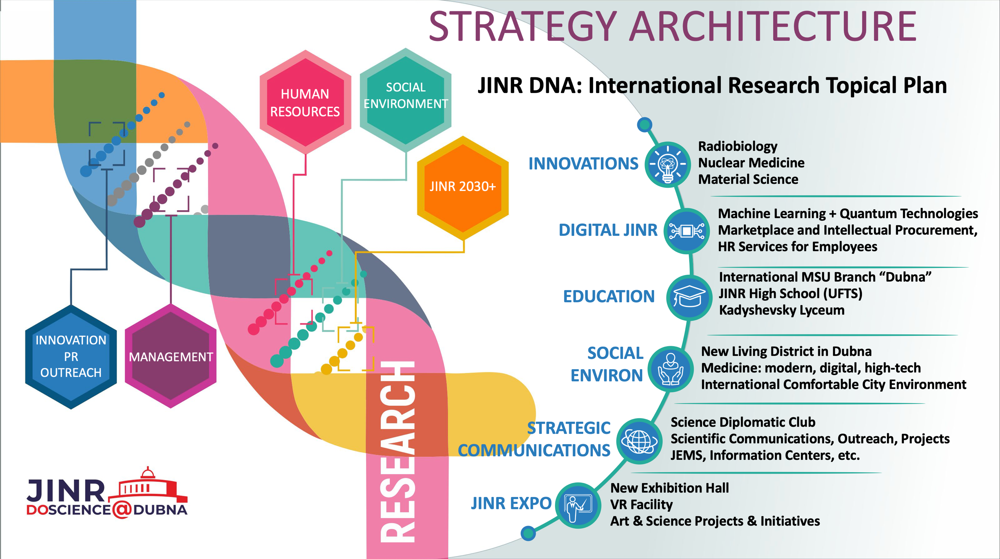 STRATEGY ARCHITECTURE
JINR DNA: International Research Topical Plan
HUMAN
RESOURCES
SOCIAL
ENVIRONMENT
JINR 2030+
INNOVATION
PR
OUTREACH
MANAGEMENT
RESEARCH
INNOVATIONS
Radiobiology
Nuclear Medicine
Material Science
DIGITAL JINR
Machine Learning + Quantum Technologies
Marketplace and Intellectual Procurement,
HR Services for Employees
EDUCATION
International MSU Branch “Dubna”
JINR High School (UFTS)
Kadyshevsky Lyceum
SOCIAL
ENVIRON
New Living District in Dubna
Medicine: modern, digital, high-tech
International Comfortable City Environment
STRATEGIC
COMMUNICATIONS
Science Diplomatic Club
Scientific Communications, Outreach, Projects
JEMS, Information Centers, etc.
JINR EXPO
New Exhibition Hall
VR Facility
Art & Science Projects & Initiatives
JINR
DOSCIENCE@DUBNA